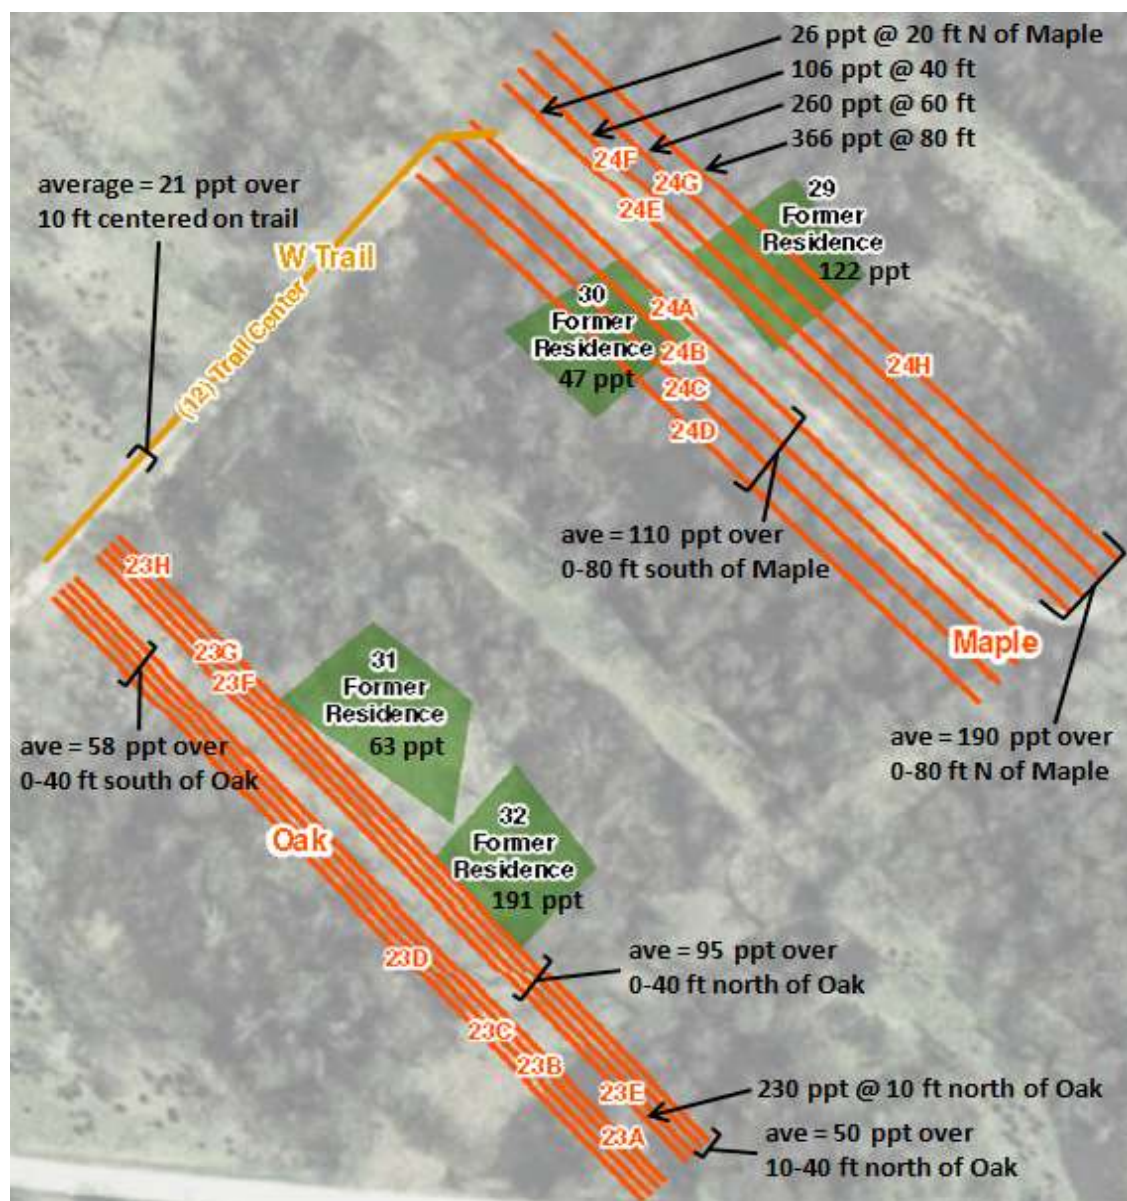 26 ppt @ 20 ft N of Maple
106 ppt @ 40 ft
260 ppt @ 60 ft
366 ppt @ 80 ft
average = 21 ppt over
10 ft centered on trail
W Trail
(12) Trail Center
24F
24G
24E
29
Former
Residence
122 ppt
30
Former
Residence
47 ppt
24A
24B
24C
24D
24H
ave = 110 ppt over
0-80 ft south of Maple
Maple
ave = 190 ppt over
0-80 ft N of Maple
23H
23G
23F
31
Former
Residence
63 ppt
ave = 58 ppt over
0-40 ft south of Oak
Oak
32
Former
Residence
191 ppt
23D
ave = 95 ppt over
0-40 ft north of Oak
23C
23B
23E
23A
230 ppt @ 10 ft north of Oak
ave = 50 ppt over
10-40 ft north of Oak